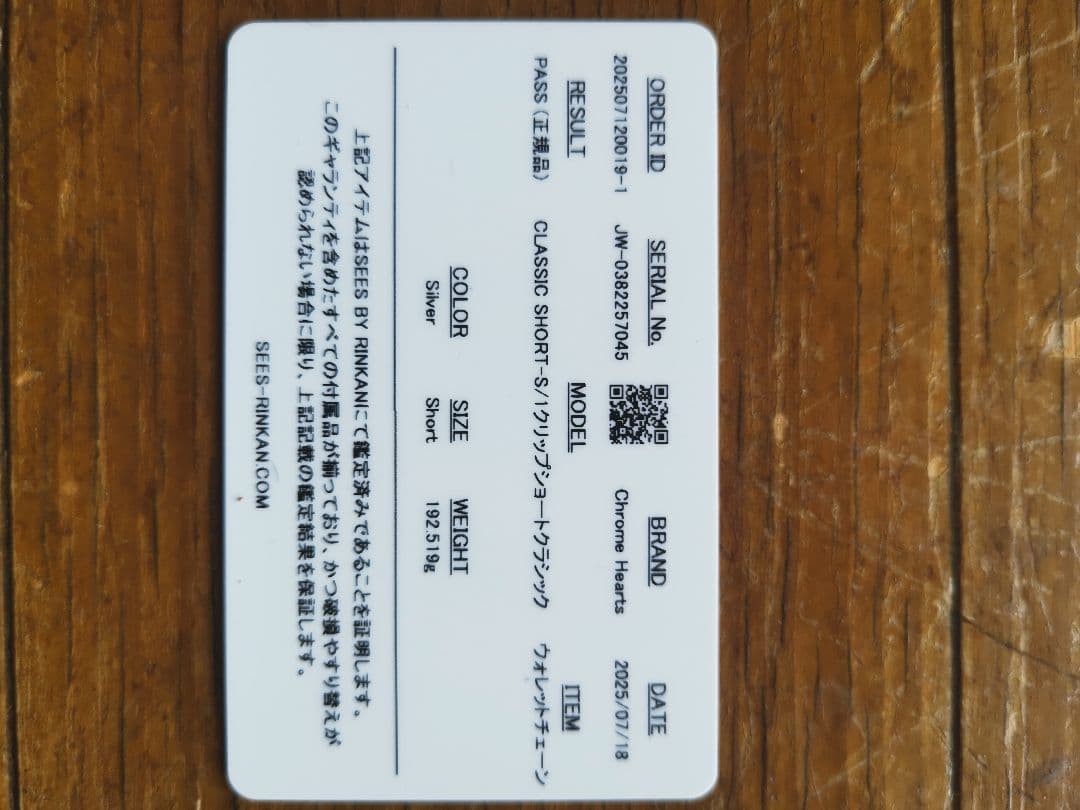 ORDER ID SERIAL No. BRAND DATE
20250712​0019-1 JW-0382257045 Chrome Hearts 2025/07/18
RESULT MODEL ITEM
PASS (正規品) CLASSIC SHORT-S/1クリップショートクラシック ウォレットチェーン
COLOR SIZE WEIGHT
Silver Short 192.519g
上記アイテムはSEES BY RINKANにて鑑定済みであることを証明します。
このギャランティを含めたすべての付属品が揃っており、かつ破損やすり替えが
認められない場合に限り、上記記載の鑑定結果を保証します。
SEES-RINKAN.COM